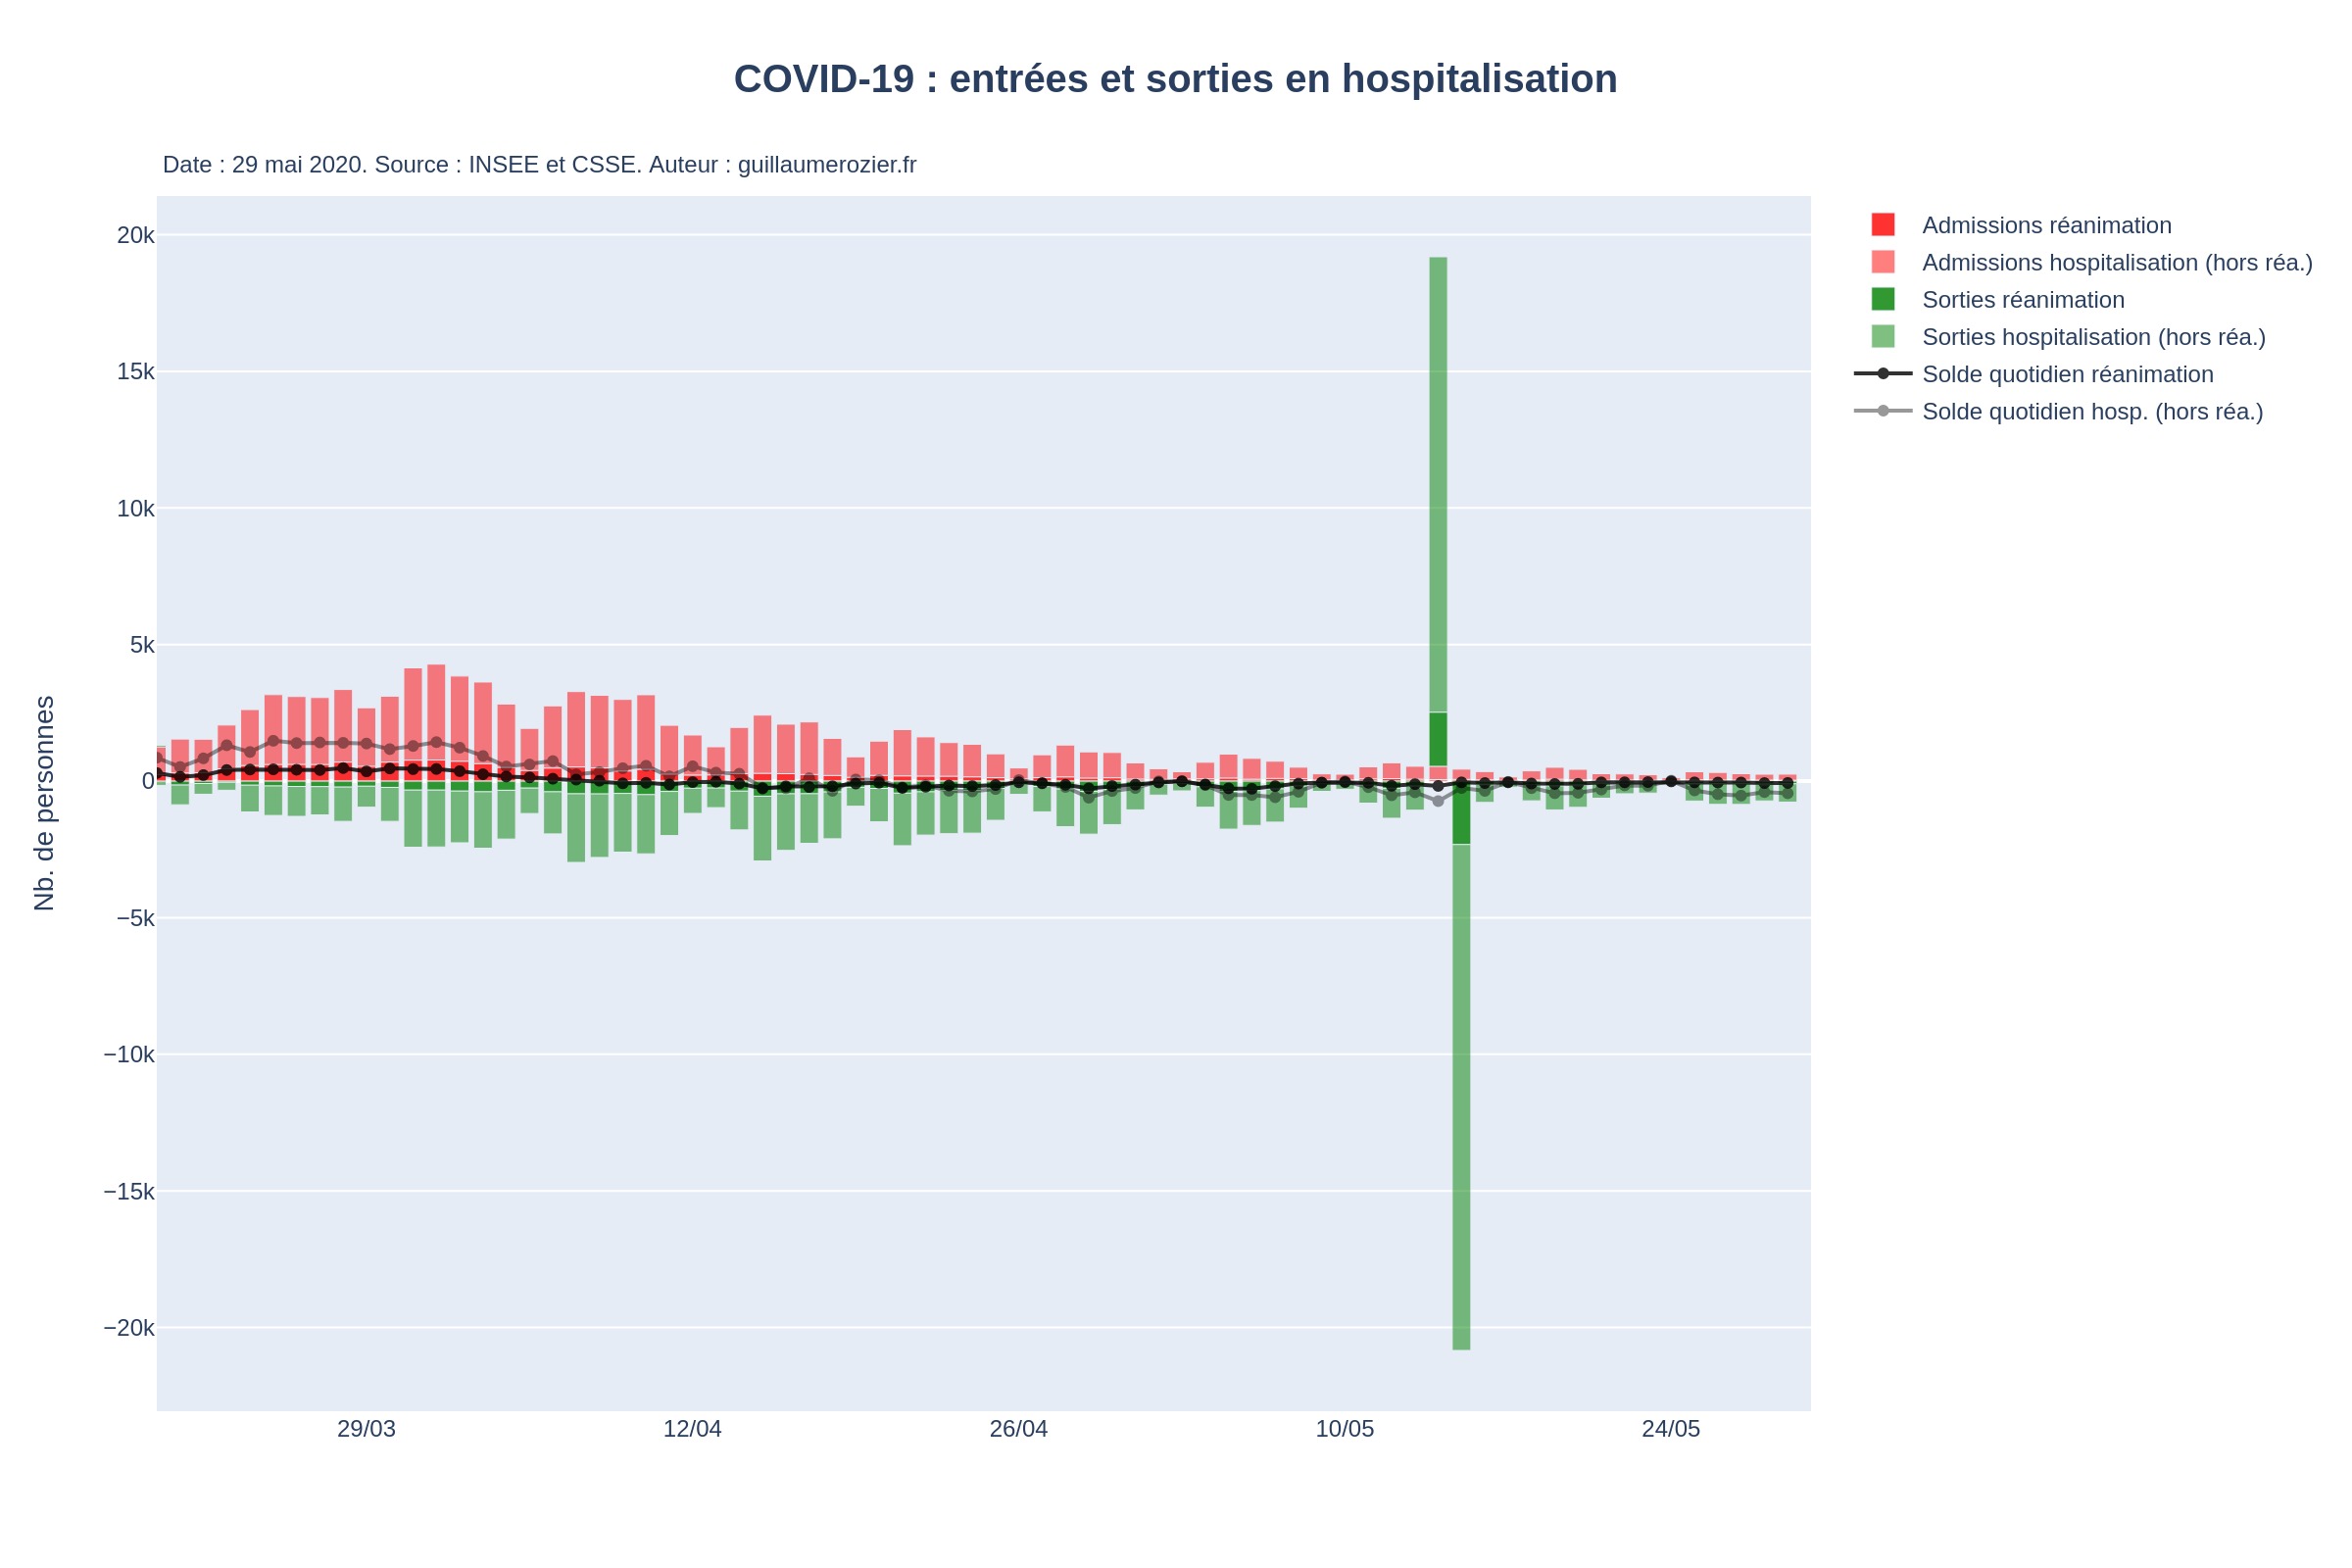 COVID-19 : entrées et sorties en hospitalisation
Date : 29 mai 2020. Source : INSEE et CSSE. Auteur : guillaumerozier.fr
Nb. de personnes
20k
15k
10k
5k
0
−5k
−10k
−15k
−20k
29/03
12/04
26/04
10/05
24/05
Admissions réanimation
Admissions hospitalisation (hors réa.)
Sorties réanimation
Sorties hospitalisation (hors réa.)
Solde quotidien réanimation
Solde quotidien hosp. (hors réa.)